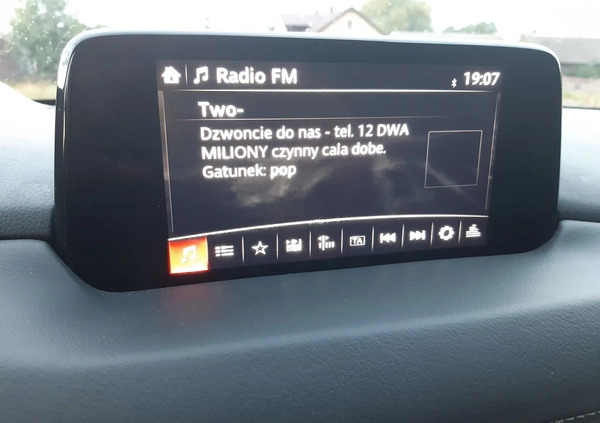 Radio FM
19:07
Two-
Dzwoncie do nas - tel. 12 DWA
MILIONY czynny cala dobe.
Gatunek: pop
TA